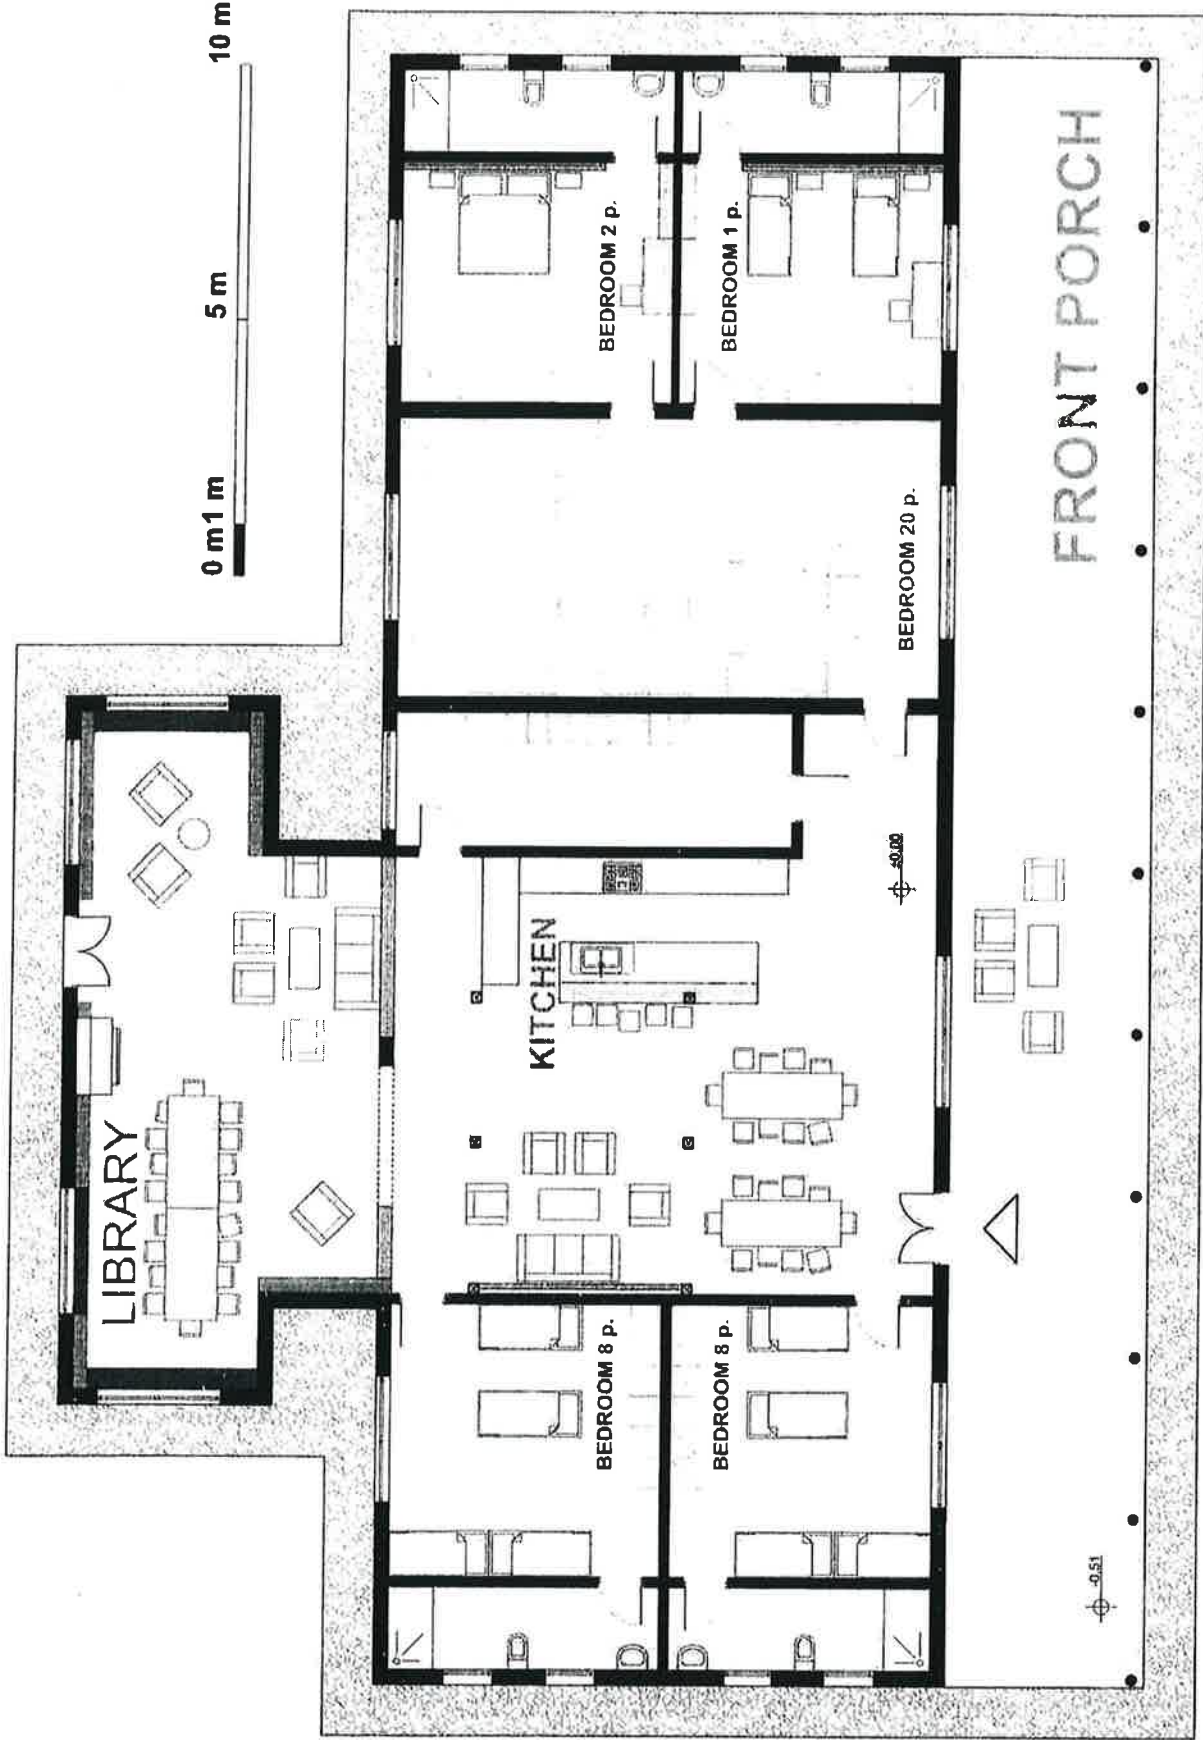 0 m 1 m 5 m 10 m
LIBRARY
KITCHEN
BEDROOM 8 p.
BEDROOM 8 p.
BEDROOM 2 p.
BEDROOM 1 p.
BEDROOM 20 p.
±0.00
-0.51
FRONT PORCH